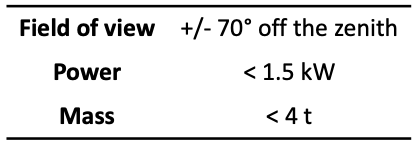 Field of view +/- 70° off the zenith
Power < 1.5 kW
Mass < 4 t